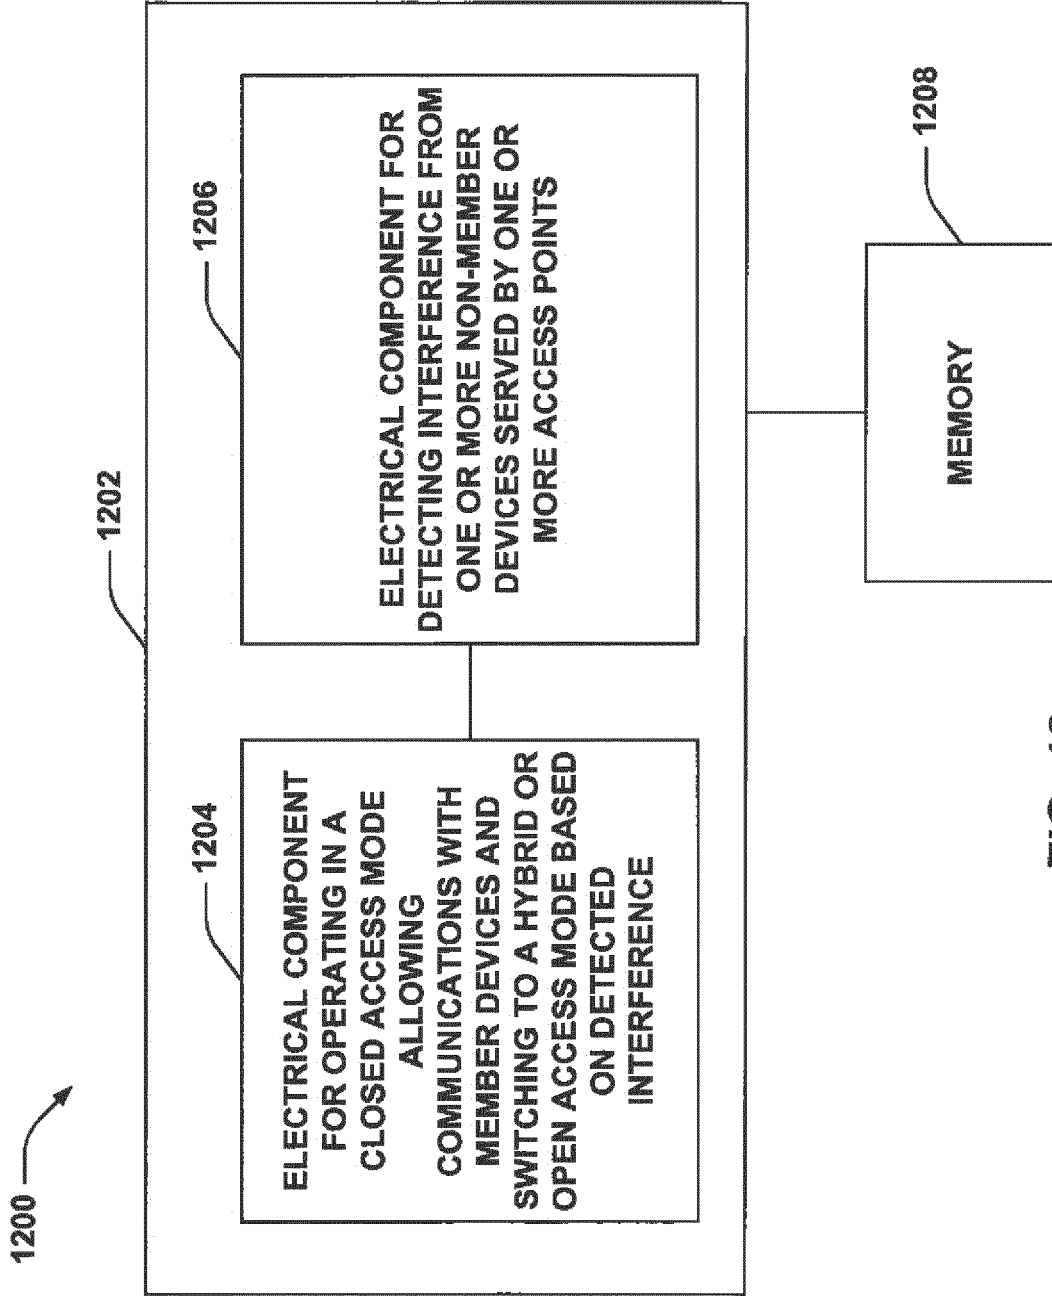 1200
1202
1204
ELECTRICAL COMPONENT
FOR OPERATING IN A
CLOSED ACCESS MODE
ALLOWING
COMMUNICATIONS WITH
MEMBER DEVICES AND
SWITCHING TO A HYBRID OR
OPEN ACCESS MODE BASED
ON DETECTED
INTERFERENCE
1206
ELECTRICAL COMPONENT FOR
DETECTING INTERFERENCE FROM
ONE OR MORE NON-MEMBER
DEVICES SERVED BY ONE OR
MORE ACCESS POINTS
1208
MEMORY